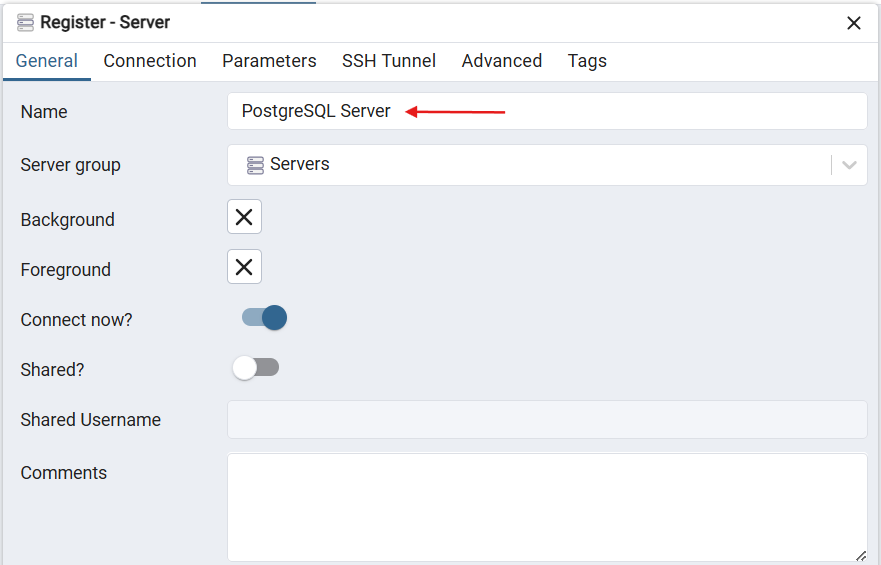 Register - Server
General Connection Parameters SSH Tunnel Advanced Tags
Name PostgreSQL Server
Server group Servers
Background
Foreground
Connect now?
Shared?
Shared Username
Comments